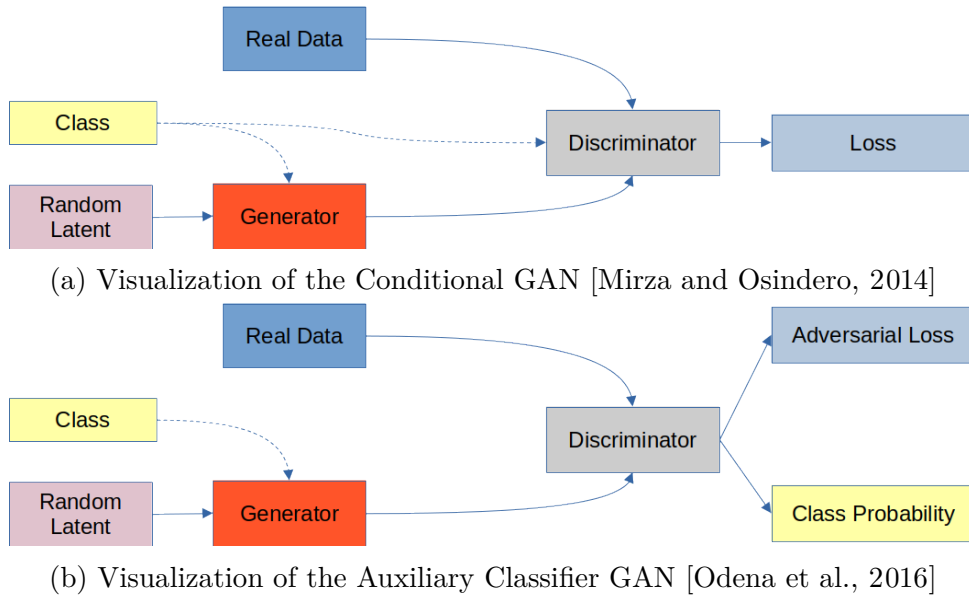 Real Data
Class
Discriminator
Loss
Random
Latent
Generator
(a) Visualization of the Conditional GAN [Mirza and Osindero, 2014]
Real Data
Adversarial Loss
Class
Discriminator
Random
Latent
Generator
Class Probability
(b) Visualization of the Auxiliary Classifier GAN [Odena et al., 2016]